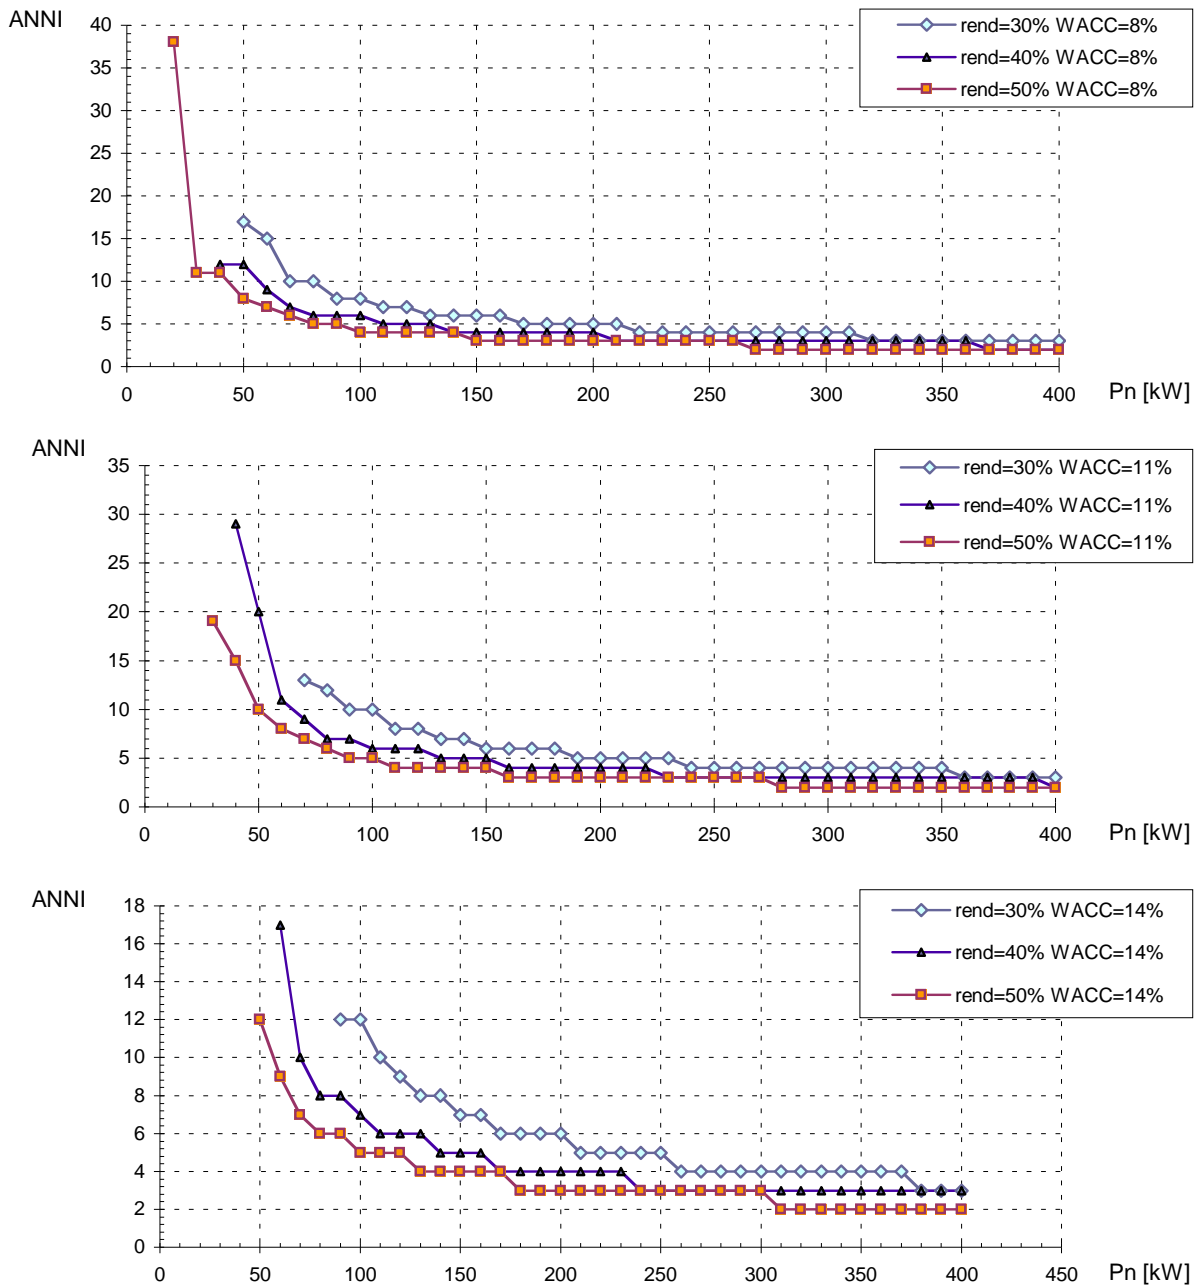 ANNI
40
35
30
25
20
15
10
5
0
0 50 100 150 200 250 300 350 400
Pn [kW]
rend=30% WACC=8%
rend=40% WACC=8%
rend=50% WACC=8%
ANNI
35
30
25
20
15
10
5
0
0 50 100 150 200 250 300 350 400
Pn [kW]
rend=30% WACC=11%
rend=40% WACC=11%
rend=50% WACC=11%
ANNI
18
16
14
12
10
8
6
4
2
0
0 50 100 150 200 250 300 350 400 450
Pn [kW]
rend=30% WACC=14%
rend=40% WACC=14%
rend=50% WACC=14%